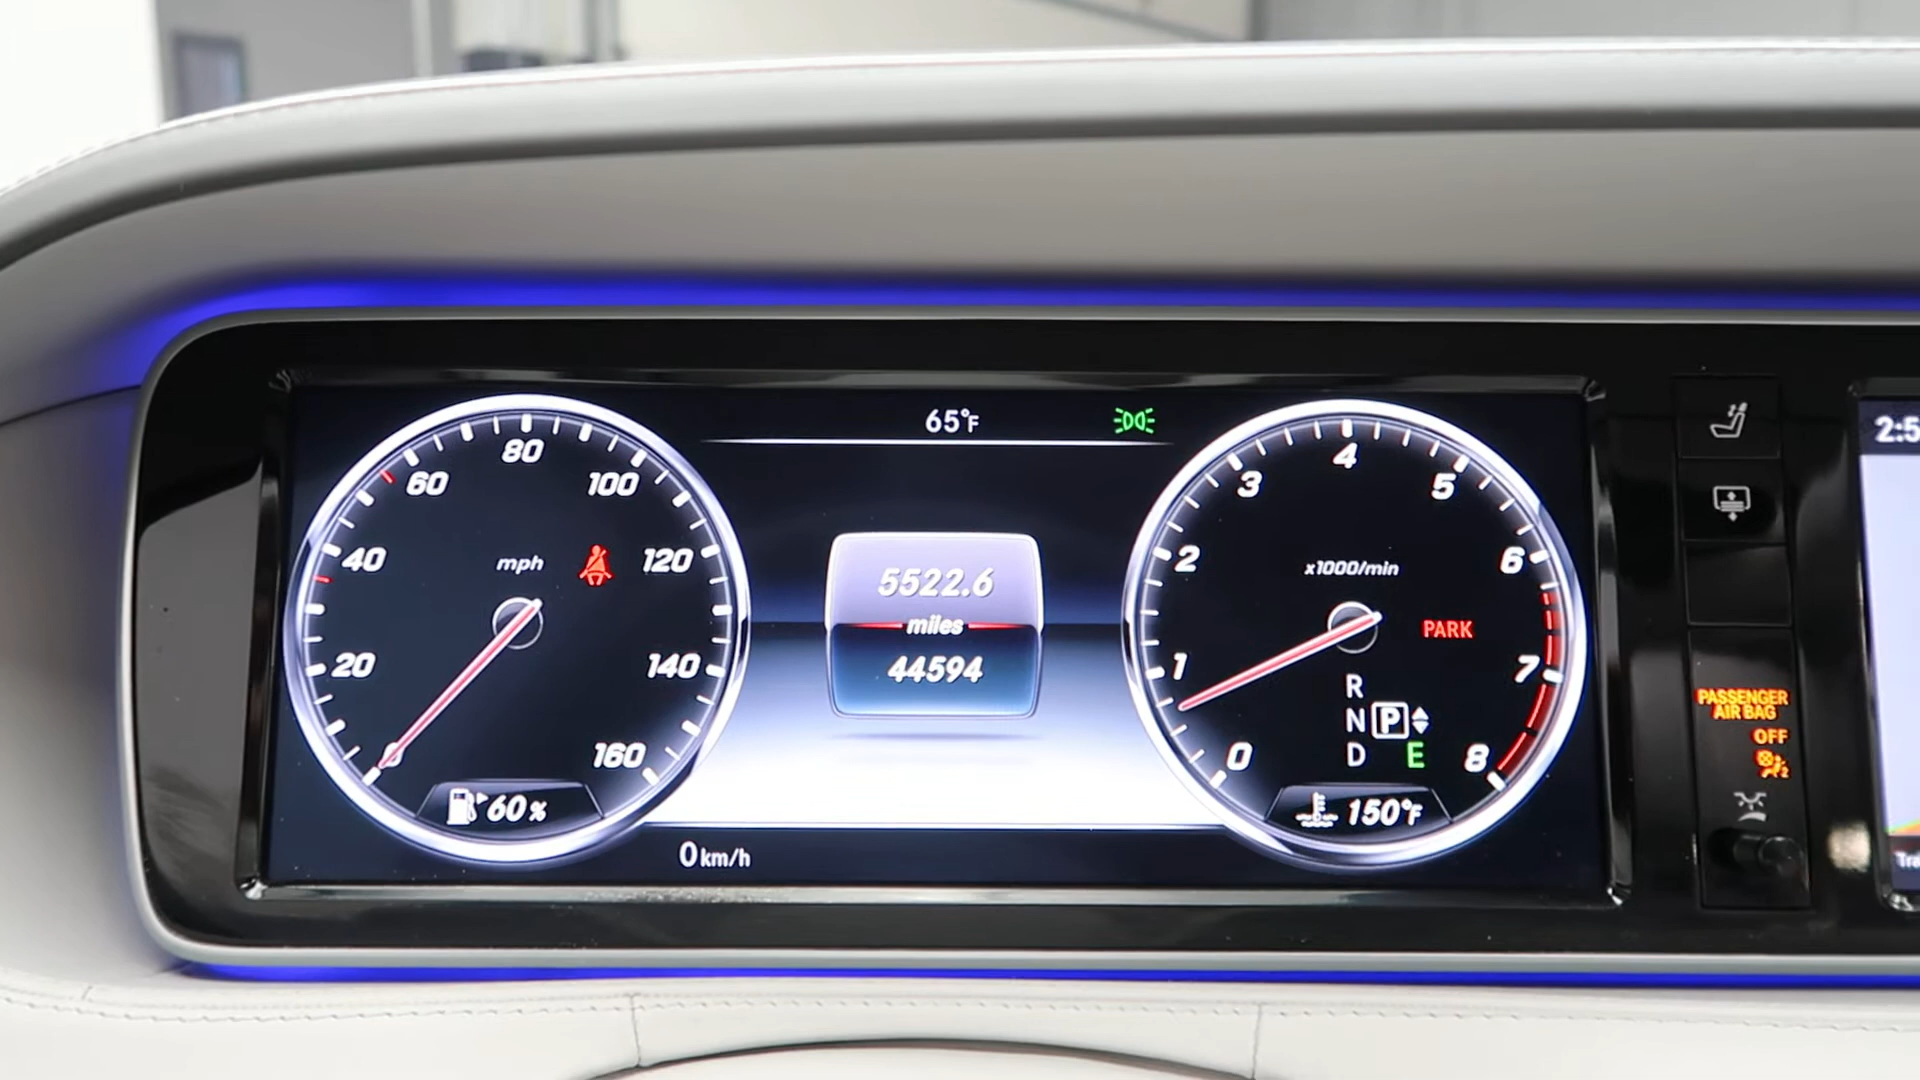 65°F
20
40
60
80
100
120
140
160
mph
60%
5522.6
miles
44594
0
1
2
3
4
5
6
7
8
x1000/min
PARK
R
N P
D E
150°F
0 km/h
PASSENGER
AIR BAG
OFF
2:5
Tra